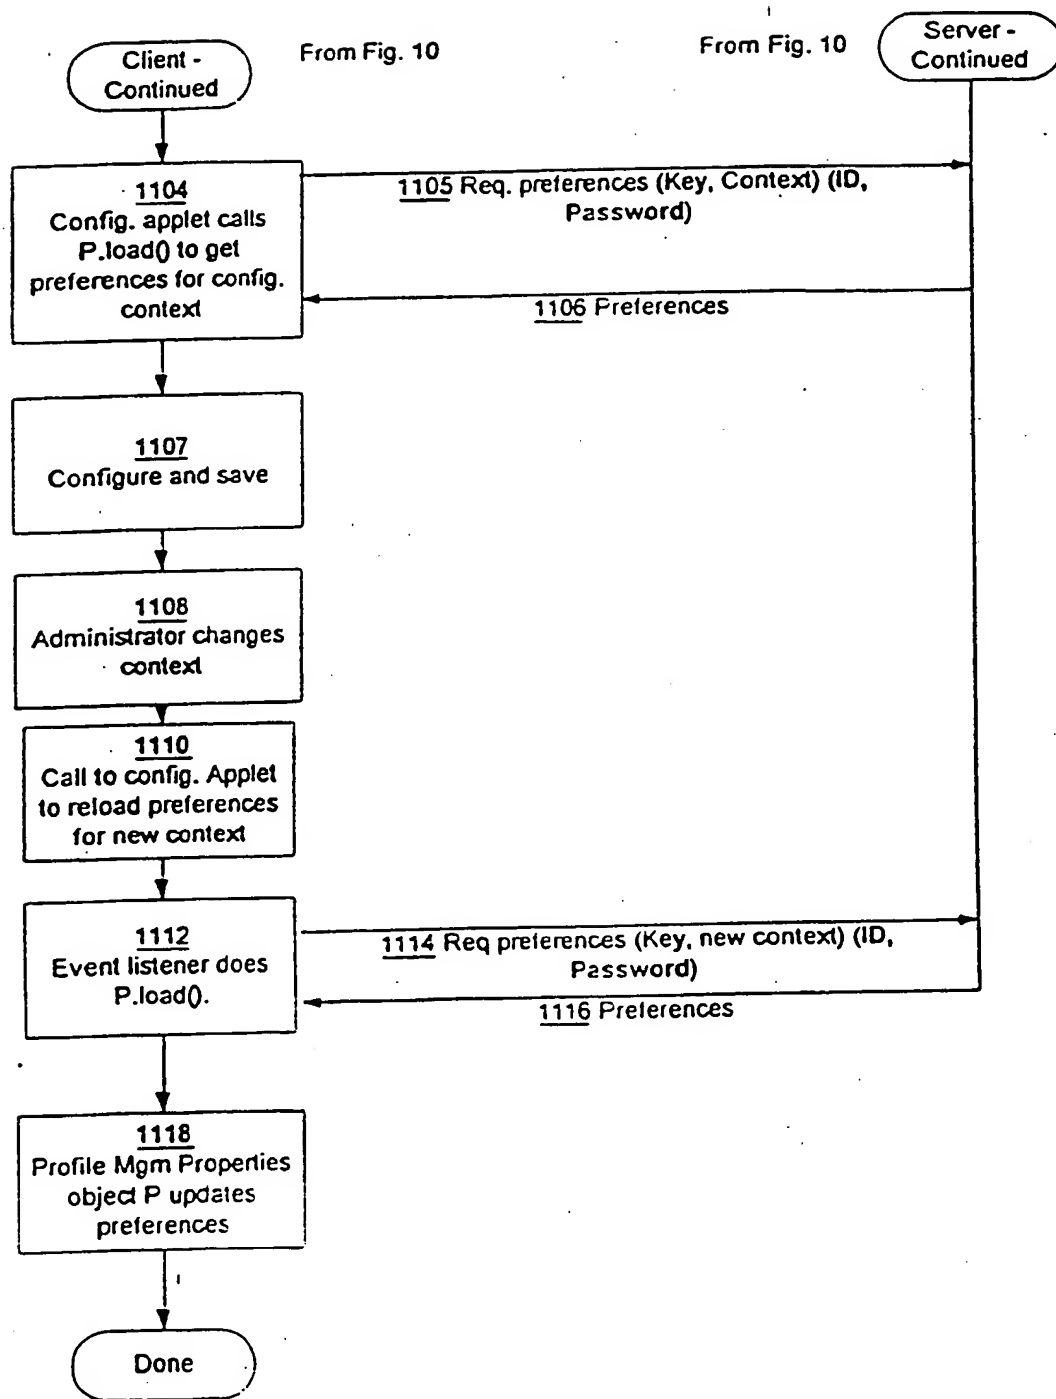 Client -
Continued
From Fig. 10
From Fig. 10
Server -
Continued
1104
Config. applet calls
P.load() to get
preferences for config.
context
1105 Req. preferences (Key, Context) (ID,
Password)
1106 Preferences
1107
Configure and save
1108
Administrator changes
context
1110
Call to config. Applet
to reload preferences
for new context
1112
Event listener does
P.load().
1114 Req preferences (Key, new context) (ID,
Password)
1116 Preferences
1118
Profile Mgm Properties
object P updates
preferences
Done